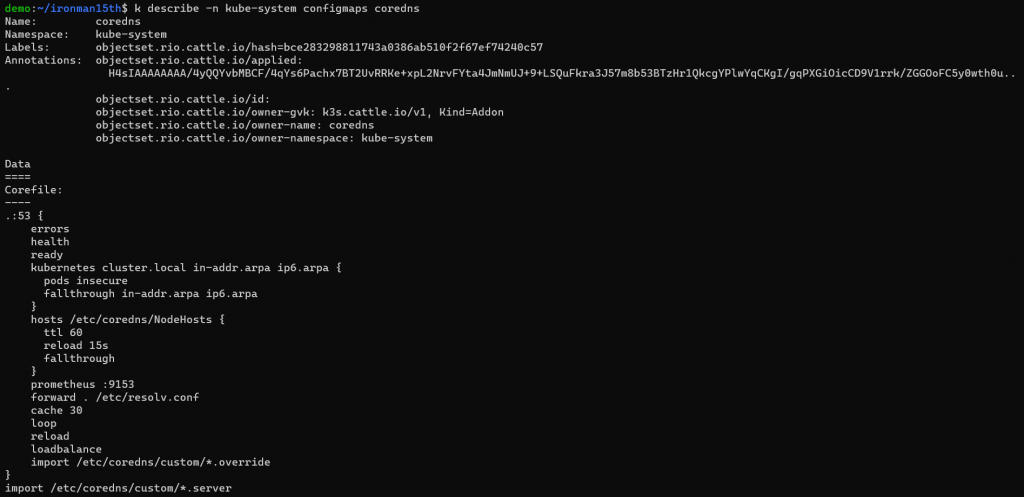 demo:~/ironman15th$ k describe -n kube-system configmaps coredns
Name:         coredns
Namespace:    kube-system
Labels:       objectset.rio.cattle.io/hash=bce283298811743a0386ab510f2f67ef74240c57
Annotations:  objectset.rio.cattle.io/applied:
                H4sIAAAAAAAA/4yQQYvbMBCF/4qYs6Pachx7BT2UvRRKe+xpL2NrvFYta4JmNmUJ+9+LSQuFkra3J57m8b53BTzHr1QkcgYPlwYqCKgI/gqPXGiOicCD9V1rrk/ZGGOoFC5y0wth0u..
.
              objectset.rio.cattle.io/id:
              objectset.rio.cattle.io/owner-gvk: k3s.cattle.io/v1, Kind=Addon
              objectset.rio.cattle.io/owner-name: coredns
              objectset.rio.cattle.io/owner-namespace: kube-system

Data
====
Corefile:
----
.:53 {
    errors
    health
    ready
    kubernetes cluster.local in-addr.arpa ip6.arpa {
      pods insecure
      fallthrough in-addr.arpa ip6.arpa
    }
    hosts /etc/coredns/NodeHosts {
      ttl 60
      reload 15s
      fallthrough
    }
    prometheus :9153
    forward . /etc/resolv.conf
    cache 30
    loop
    reload
    loadbalance
    import /etc/coredns/custom/*.override
}
import /etc/coredns/custom/*.server